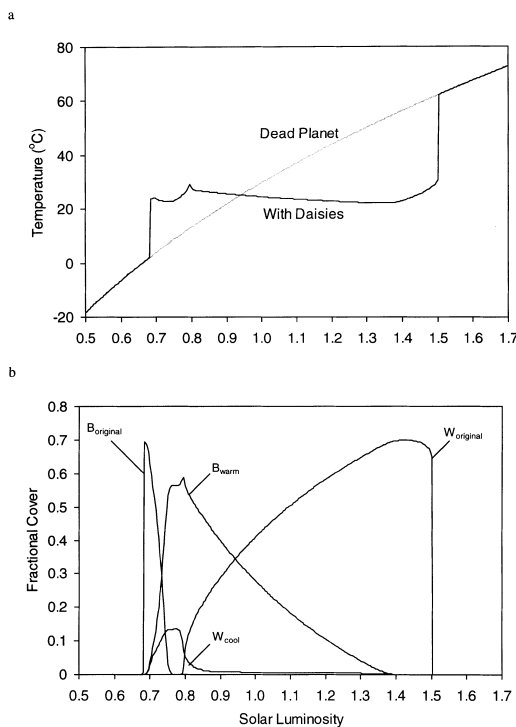 a
80
60
40
20
0
-20
Temperature (°C)
Dead Planet
With Daisies
0.5 0.6 0.7 0.8 0.9 1.0 1.1 1.2 1.3 1.4 1.5 1.6 1.7
b
0.8
0.7
0.6
0.5
0.4
0.3
0.2
0.1
0
Fractional Cover
Boriginal
Bwarm
Woriginal
Wcool
0.5 0.6 0.7 0.8 0.9 1.0 1.1 1.2 1.3 1.4 1.5 1.6 1.7
Solar Luminosity